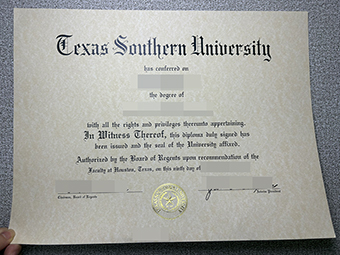 Texas Southern University
has conferred on
the degree of
with all the rights and privileges thereunto appertaining.
In Witness Thereof, this diploma duly signed has
been issued and the seal of the University affixed.
Authorized by the Board of Regents upon recommendation of the
Faculty at Houston, Texas, on this ninth day of
Chairman, Board of Regents
President